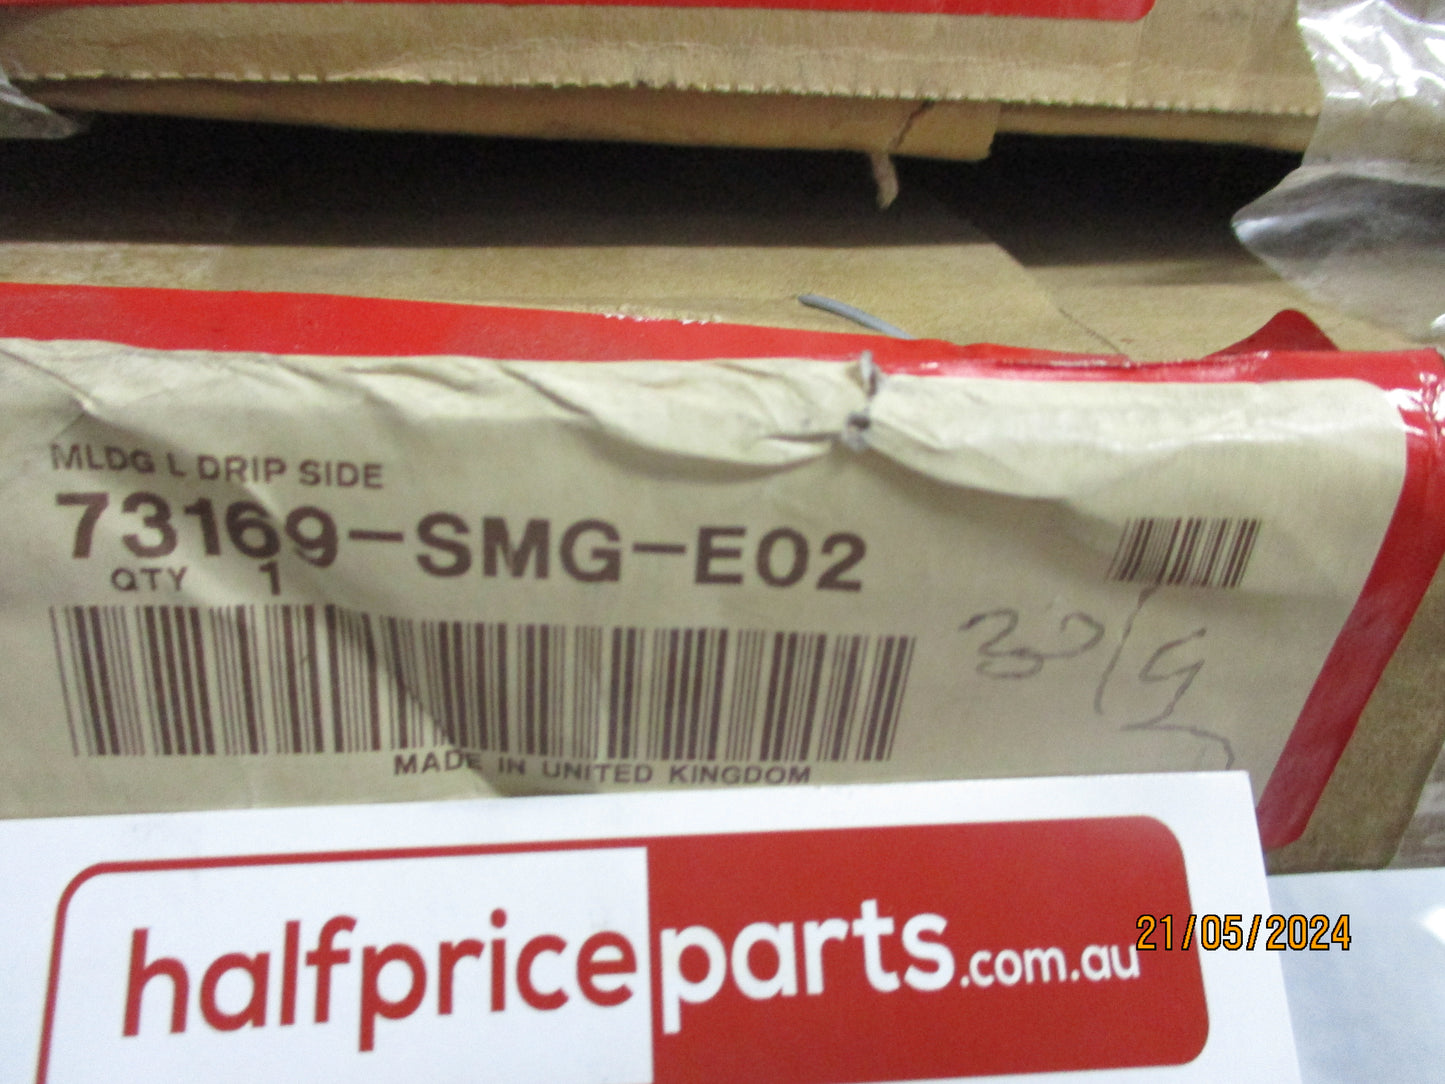 MLDG L DRIP SIDE
73169-SMG-E02
QTY 1
MADE IN UNITED KINGDOM
halfpriceparts.com.au
21/05/2024